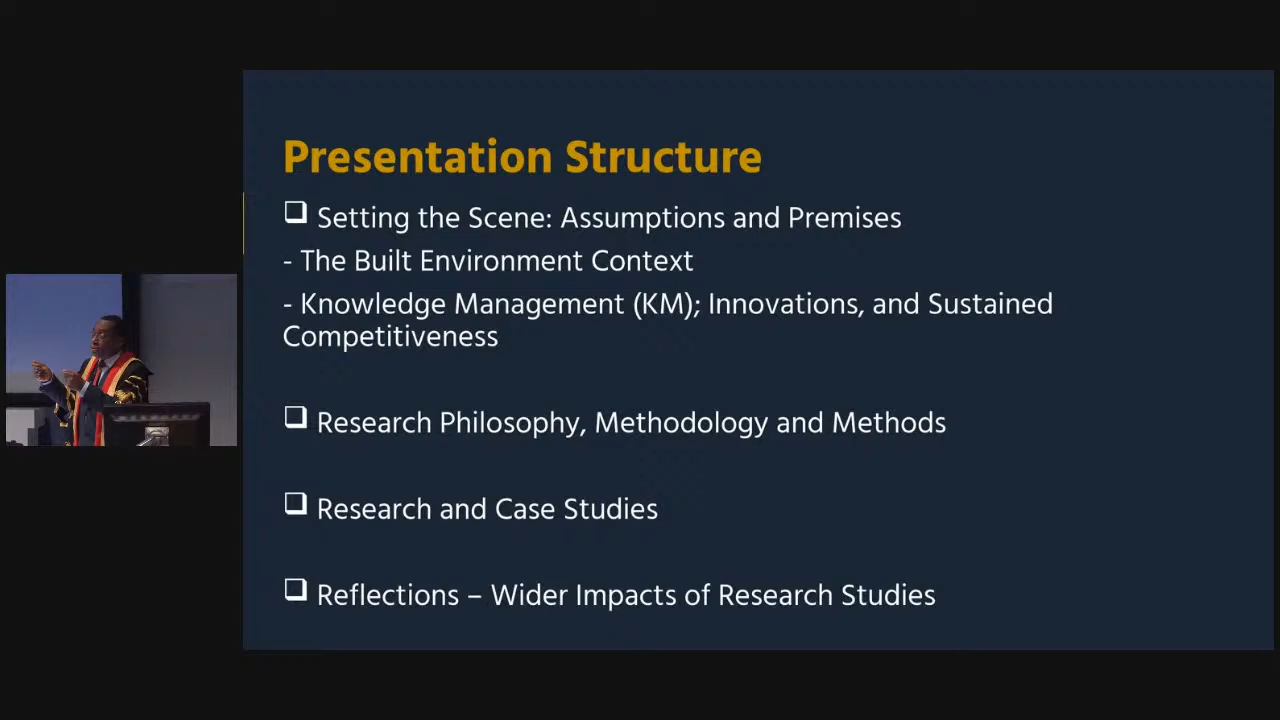 Presentation Structure
Setting the Scene: Assumptions and Premises
- The Built Environment Context
- Knowledge Management (KM); Innovations, and Sustained
Competitiveness
Research Philosophy, Methodology and Methods
Research and Case Studies
Reflections – Wider Impacts of Research Studies